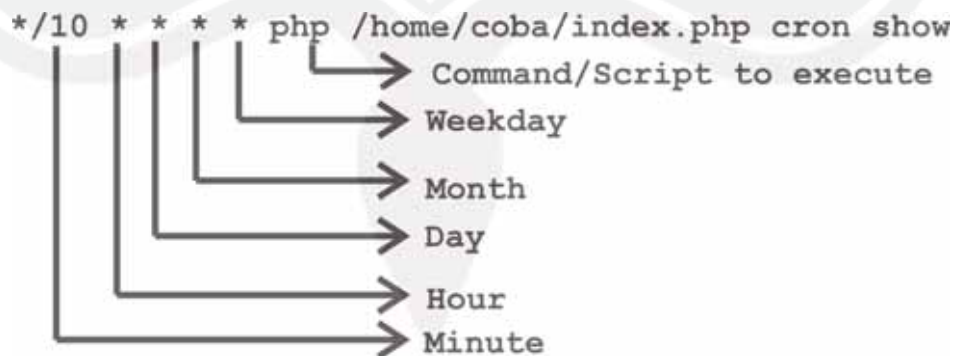 */10 * * * * php /home/coba/index.php cron show
Command/Script to execute
Weekday
Month
Day
Hour
Minute